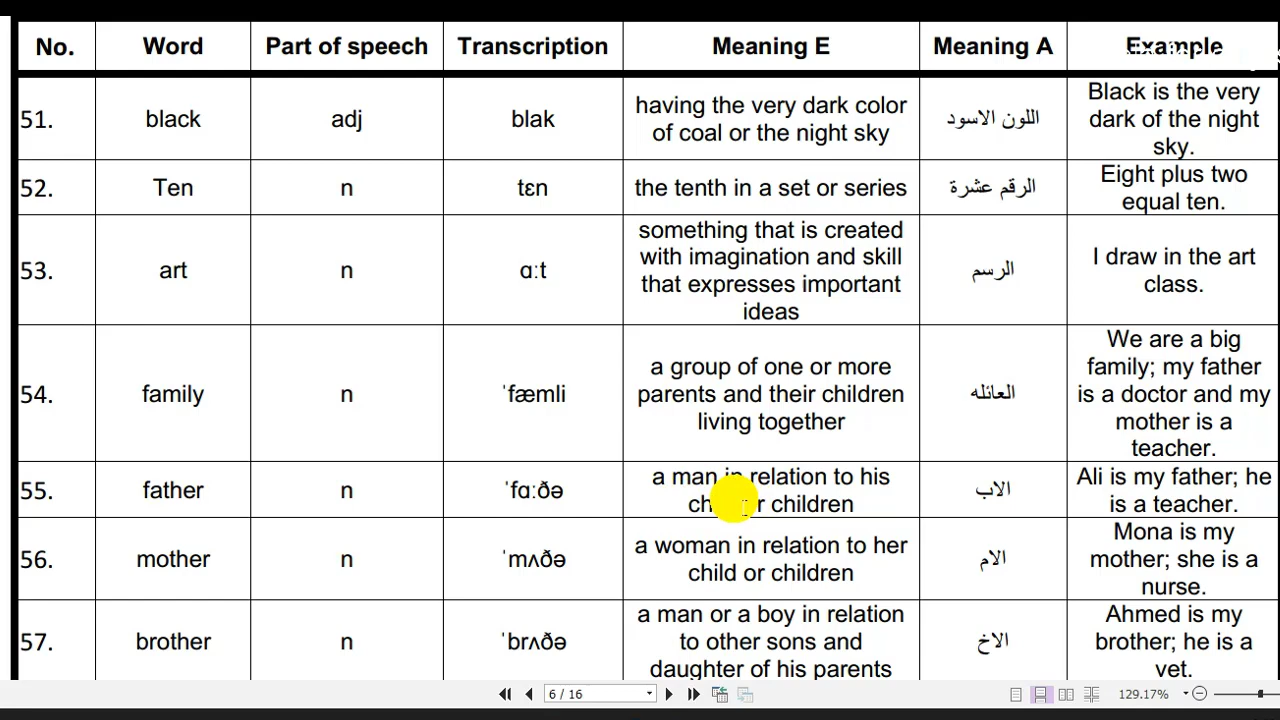 No. Word Part of speech Transcription Meaning E Meaning A Example
51. black adj blak having the very dark color of coal or the night sky اللون الاسود Black is the very dark of the night sky.
52. Ten n tɛn the tenth in a set or series الرقم عشرة Eight plus two equal ten.
53. art n ɑːt something that is created with imagination and skill that expresses important ideas الرسم I draw in the art class.
54. family n ˈfæmli a group of one or more parents and their children living together العائله We are a big family; my father is a doctor and my mother is a teacher.
55. father n ˈfɑːðə a man in relation to his children الاب Ali is my father; he is a teacher.
56. mother n ˈmʌðə a woman in relation to her child or children الام Mona is my mother; she is a nurse.
57. brother n ˈbrʌðə a man or a boy in relation to other sons and daughter of his parents الاخ Ahmed is my brother; he is a vet.
6 / 16 129.17%